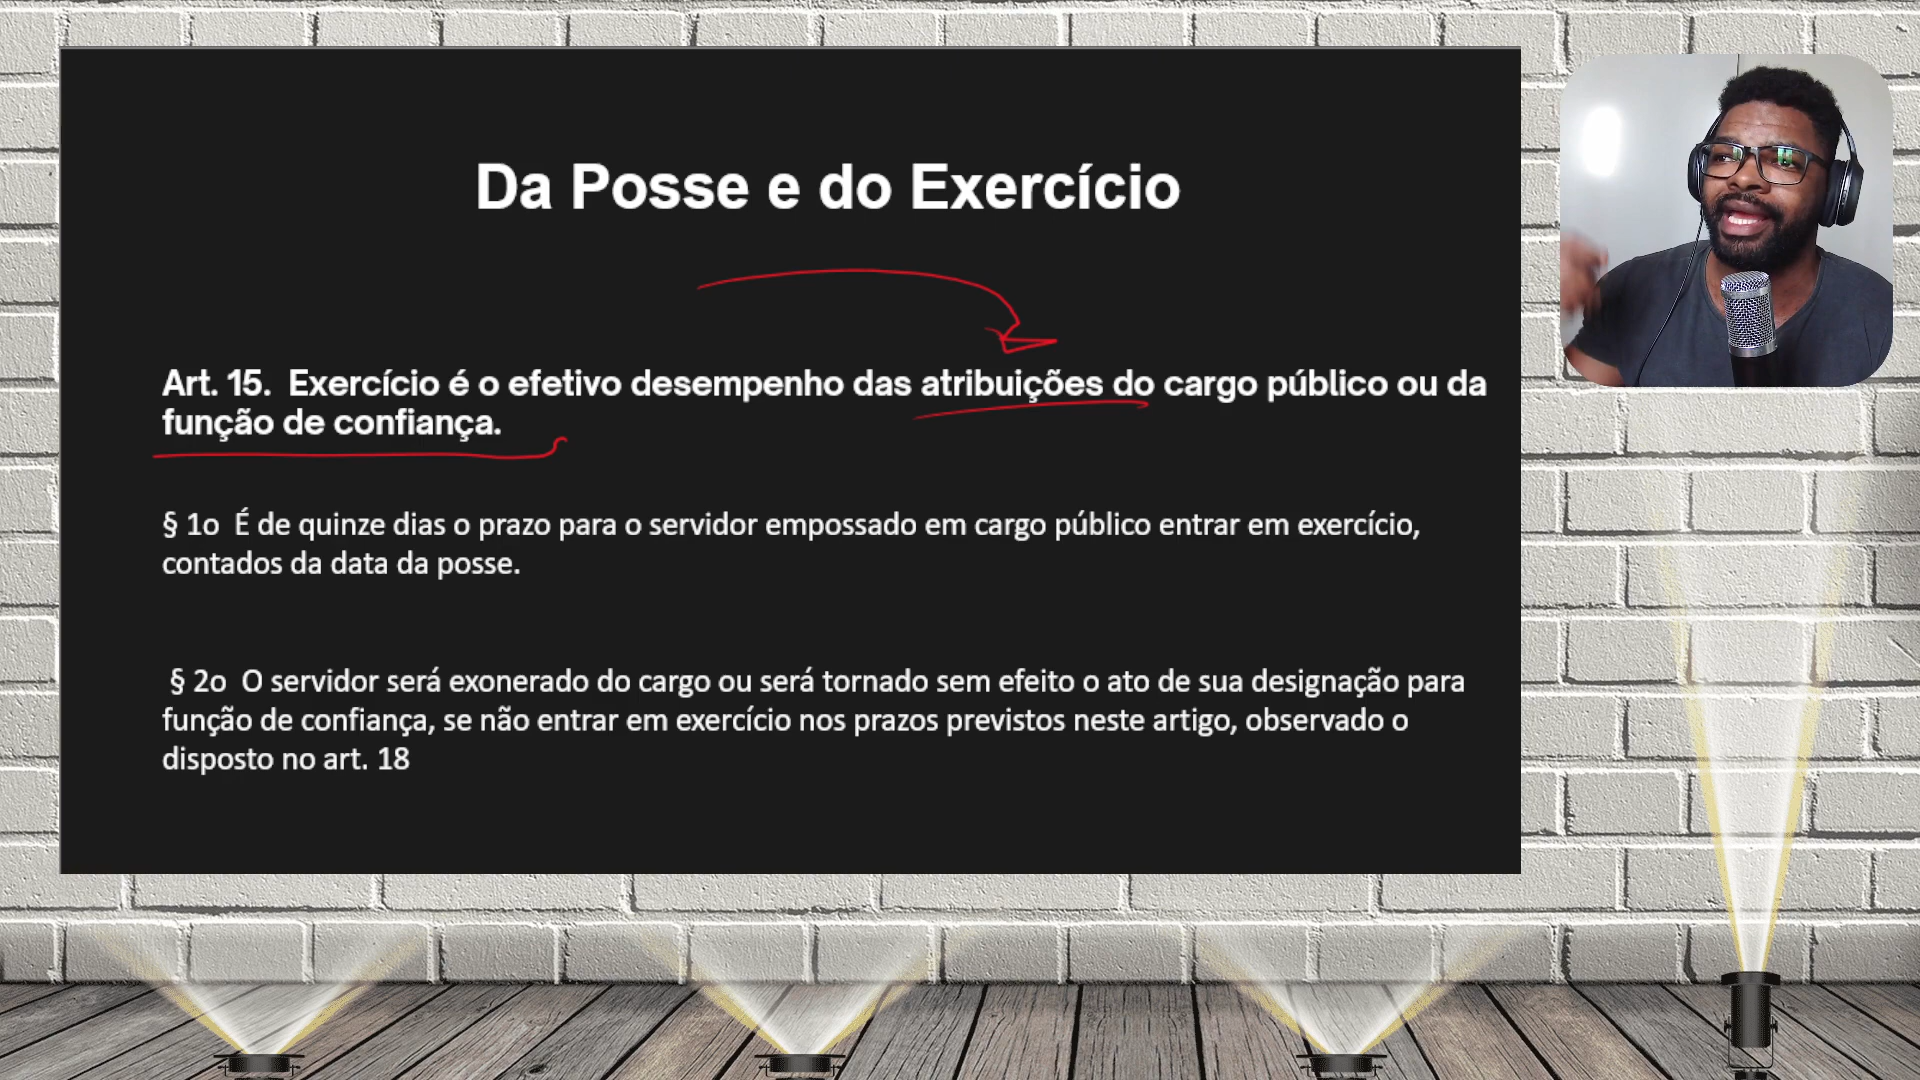 Da Posse e do Exercício
Art. 15.  Exercício é o efetivo desempenho das atribuições do cargo público ou da
função de confiança.
§ 1o  É de quinze dias o prazo para o servidor empossado em cargo público entrar em exercício,
contados da data da posse.
§ 2o  O servidor será exonerado do cargo ou será tornado sem efeito o ato de sua designação para
função de confiança, se não entrar em exercício nos prazos previstos neste artigo, observado o
disposto no art. 18